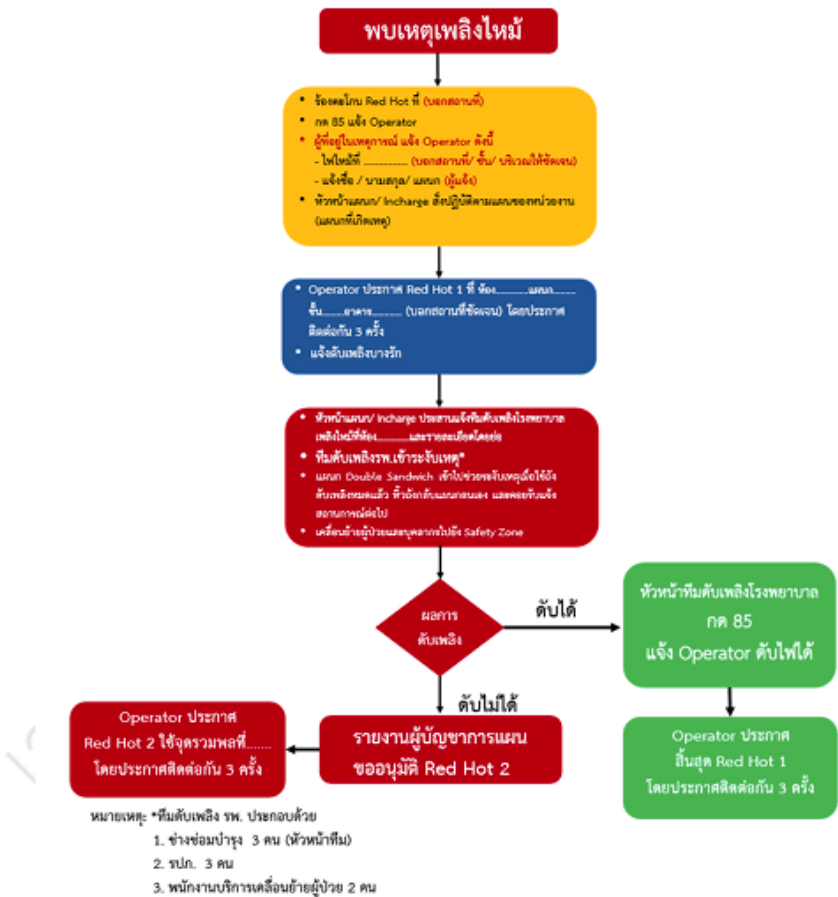 พบเหตุเพลิงไหม้
• ร้องตะโกน Red Hot ที่ (บอกสถานที่)
• กด 85 แจ้ง Operator
• ผู้ที่อยู่ในเหตุการณ์ แจ้ง Operator ดังนี้
- ไฟไหม้ที่ ............... (บอกสถานที่/ ชั้น/ บริเวณให้ชัดเจน)
- แจ้งชื่อ / นามสกุล/ แผนก (ผู้แจ้ง)
• หัวหน้าแผนก/ Incharge สั่งปฏิบัติตามแผนของหน่วยงาน
(แผนกที่เกิดเหตุ)
• Operator ประกาศ Red Hot 1 ที่ ห้อง............แผนก........
ชั้น........อาคาร........... (บอกสถานที่ชัดเจน) โดยประกาศ
ติดต่อกัน 3 ครั้ง
• แจ้งดับเพลิงบางรัก
• หัวหน้าแผนก/ Incharge ประสานแจ้งทีมดับเพลิงโรงพยาบาล
เพลิงไหม้ที่ห้อง............และรายละเอียดโดยย่อ
• ทีมดับเพลิงรพ.เข้าระงับเหตุ*
• แผนก Double Sandwich เข้าไปช่วยระงับเหตุเมื่อใช้ถัง
ดับเพลิงหมดแล้ว หิ้วถังกลับแผนกตนเอง และคอยรับแจ้ง
สถานการณ์ต่อไป
• เคลื่อนย้ายผู้ป่วยและบุคลากรไปยัง Safety Zone
ผลการ
ดับเพลิง
ดับได้
หัวหน้าทีมดับเพลิงโรงพยาบาล
กด 85
แจ้ง Operator ดับไฟได้
ดับไม่ได้
รายงานผู้บัญชาการแผน
ขออนุมัติ Red Hot 2
Operator ประกาศ
Red Hot 2 ใช้จุดรวมพลที่.......
โดยประกาศติดต่อกัน 3 ครั้ง
Operator ประกาศ
สิ้นสุด Red Hot 1
โดยประกาศติดต่อกัน 3 ครั้ง
หมายเหตุ: *ทีมดับเพลิง รพ. ประกอบด้วย
1. ช่างซ่อมบำรุง 3 คน (หัวหน้าทีม)
2. รปภ. 3 คน
3. พนักงานบริการเคลื่อนย้ายผู้ป่วย 2 คน